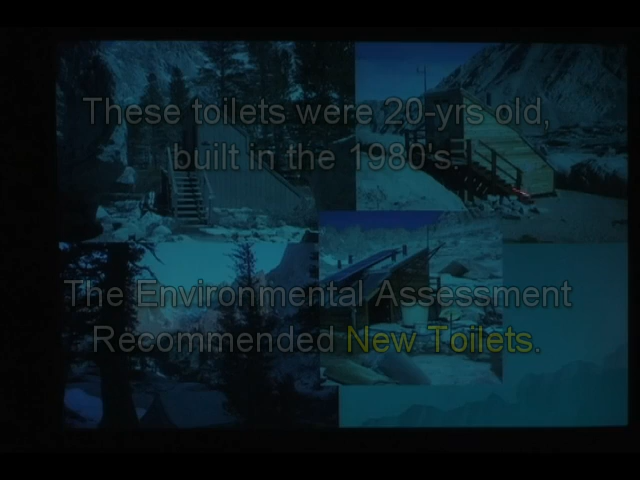 These toilets were 20-yrs old,
built in the 1980's.
The Environmental Assessment
Recommended New Toilets.